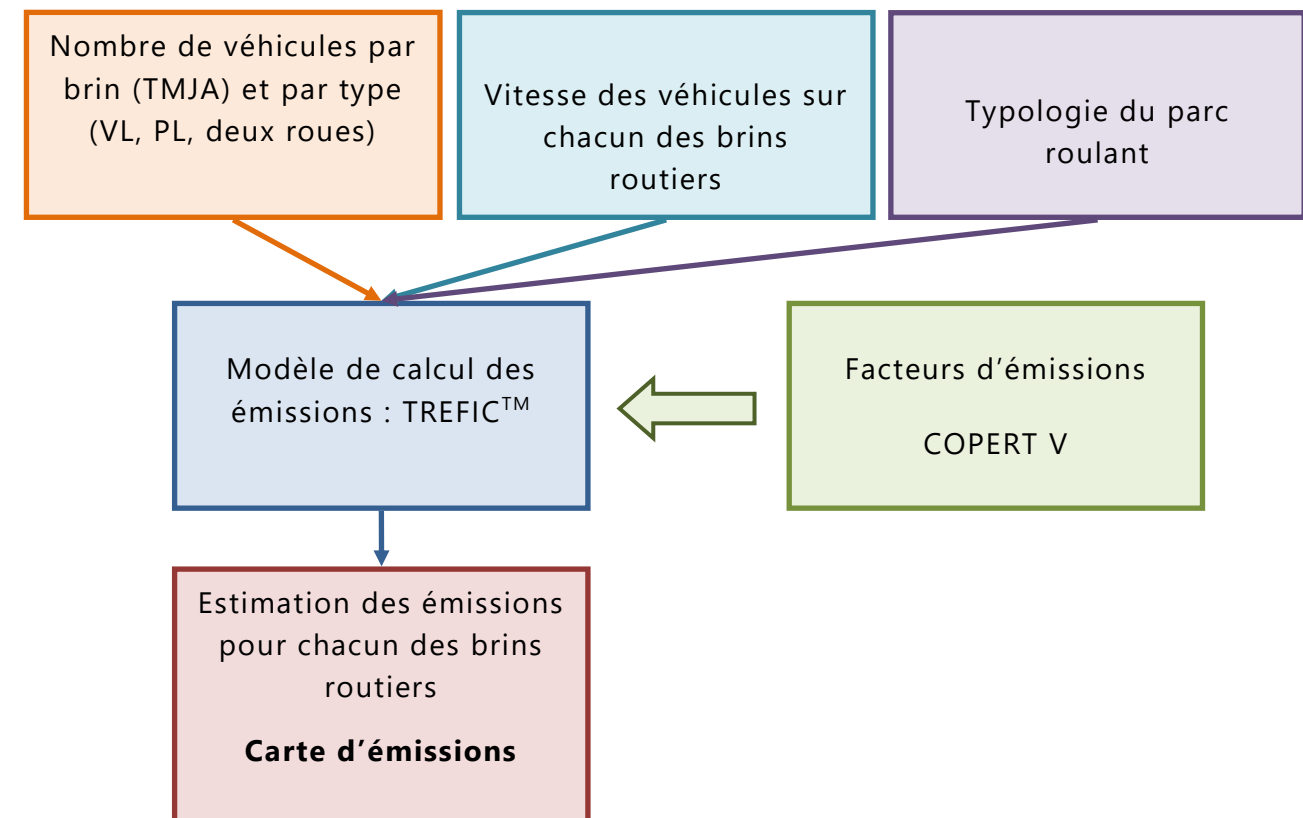 Nombre de véhicules par
brin (TMJA) et par type
(VL, PL, deux roues)
Vitesse des véhicules sur
chacun des brins
routiers
Typologie du parc
roulant
Modèle de calcul des
émissions : TREFIC™
Facteurs d’émissions
COPERT V
Estimation des émissions
pour chacun des brins
routiers
Carte d’émissions